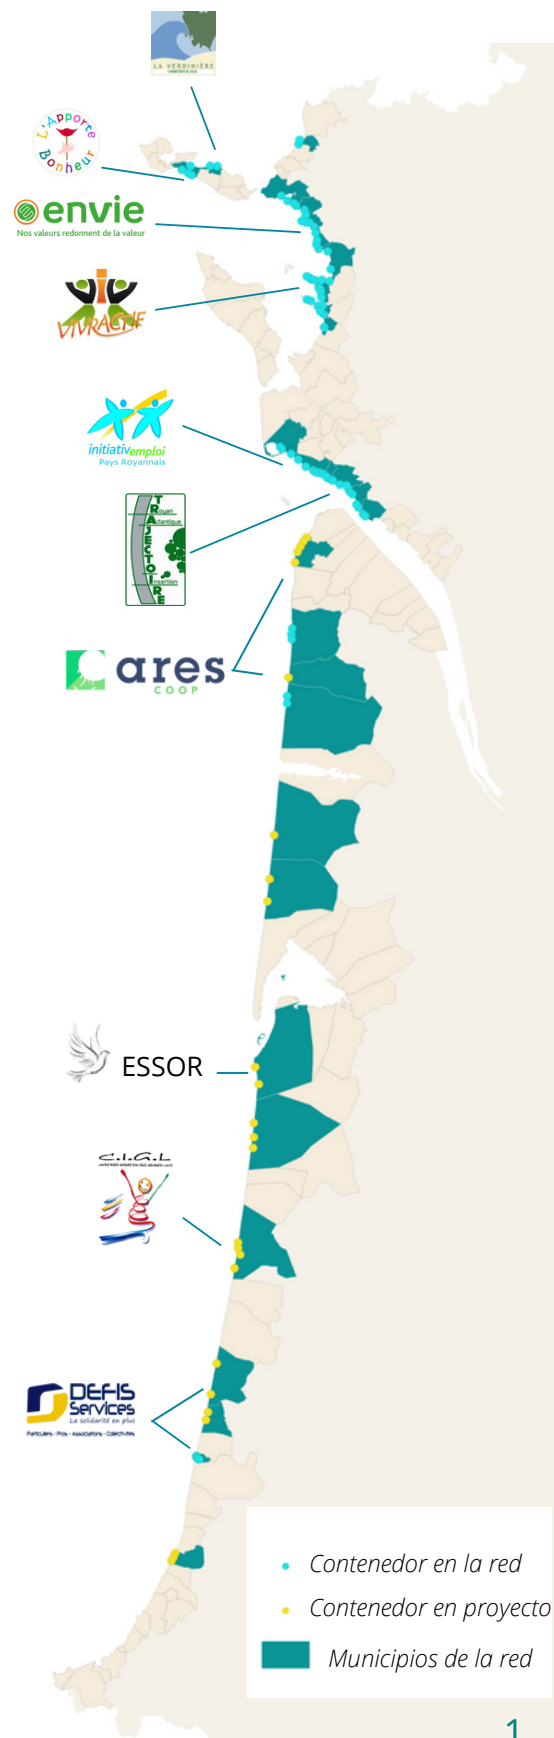 LA VERDINIÈRE
L'Apporte
Bonheur
envie
Nos valeurs redonnent de la valeur
VIVRACTIF
initiativemploi
Pays Royannais
TRAJECTOIRE
Royan
Atlantique
Insertion
ares
COOP
ESSOR
C.I.G.L
DEFIS
Services
La solidarité en plus
Particuliers - Pros - Associations - Collectivités
Contenedor en la red
Contenedor en proyecto
Municipios de la red
1